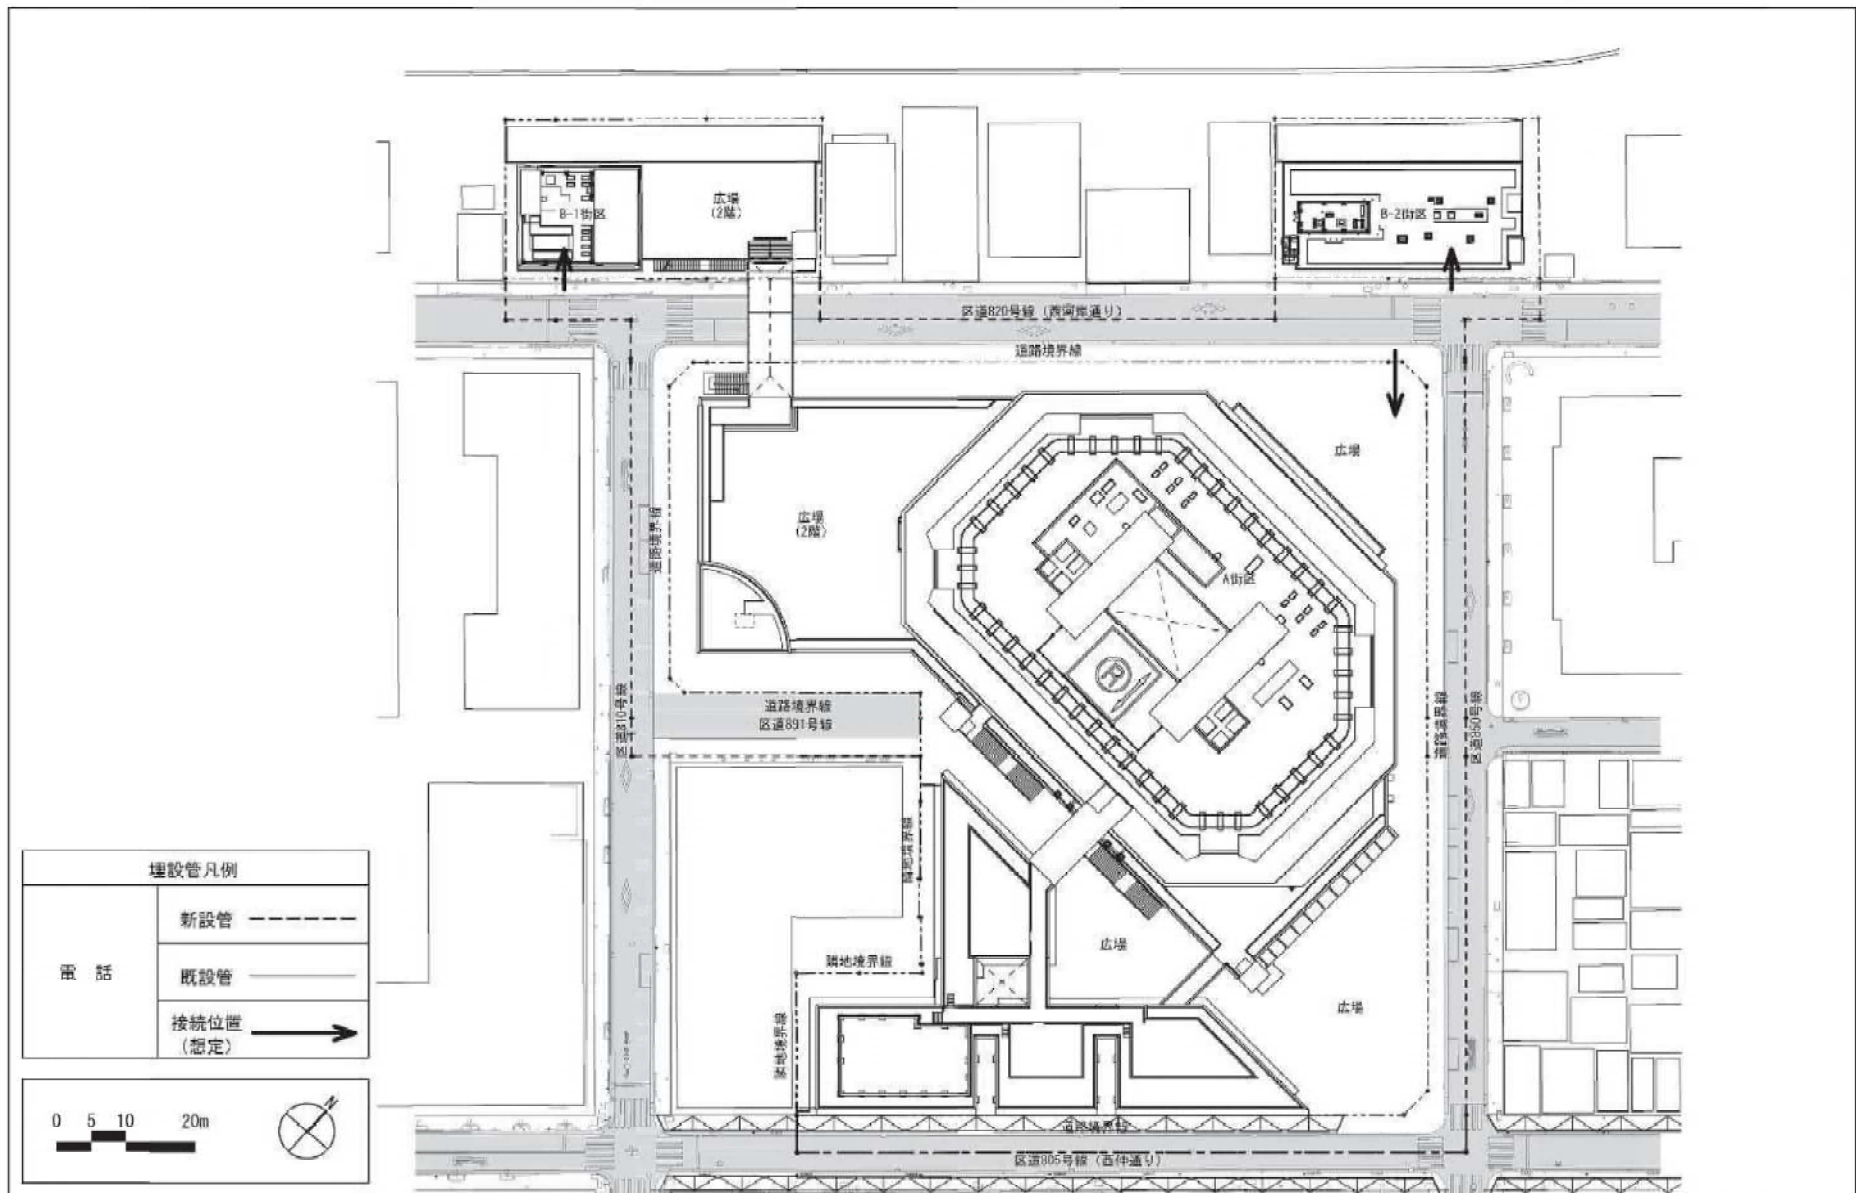 広場
(2階)
B-1街区
B-2街区
区道820号線 (西河岸通り)
道路境界線
広場
広場
(2階)
道路境界線
A街区
R
道路境界線
区道891号線
区道810号線
道路境界線
区道860号線
隣地境界線
広場
隣地境界線
広場
隣地境界線
道路境界線
区道805号線 (西仲通り)
埋設管凡例
電 話
新設管
既設管
接続位置
(想定)
0 5 10 20m
N